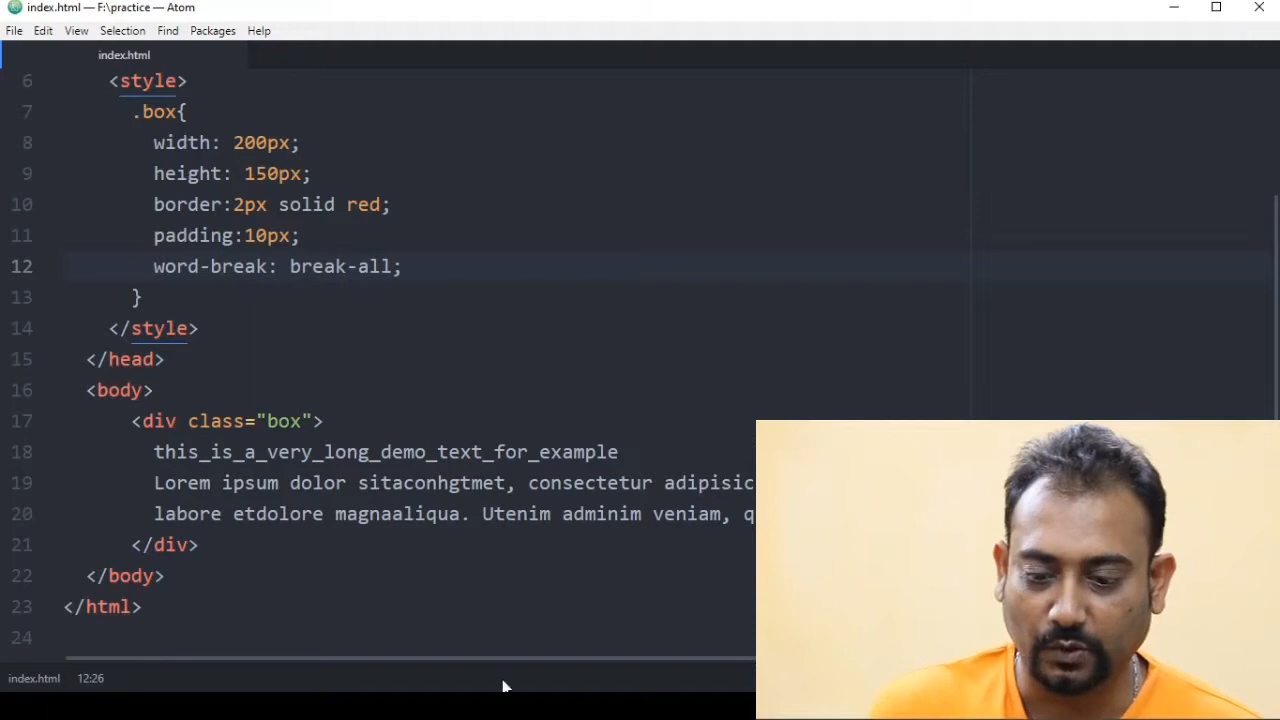 index.html — F:\practice — Atom
File Edit View Selection Find Packages Help
index.html
6 <style>
7 .box{
8 width: 200px;
9 height: 150px;
10 border:2px solid red;
11 padding:10px;
12 word-break: break-all;
13 }
14 </style>
15 </head>
16 <body>
17 <div class="box">
18 this_is_a_very_long_demo_text_for_example
19 Lorem ipsum dolor sitaconhgtmet, consectetur adipisic
20 labore etdolore magnaaliqua. Utenim adminim veniam, q
21 </div>
22 </body>
23 </html>
24
index.html 12:26